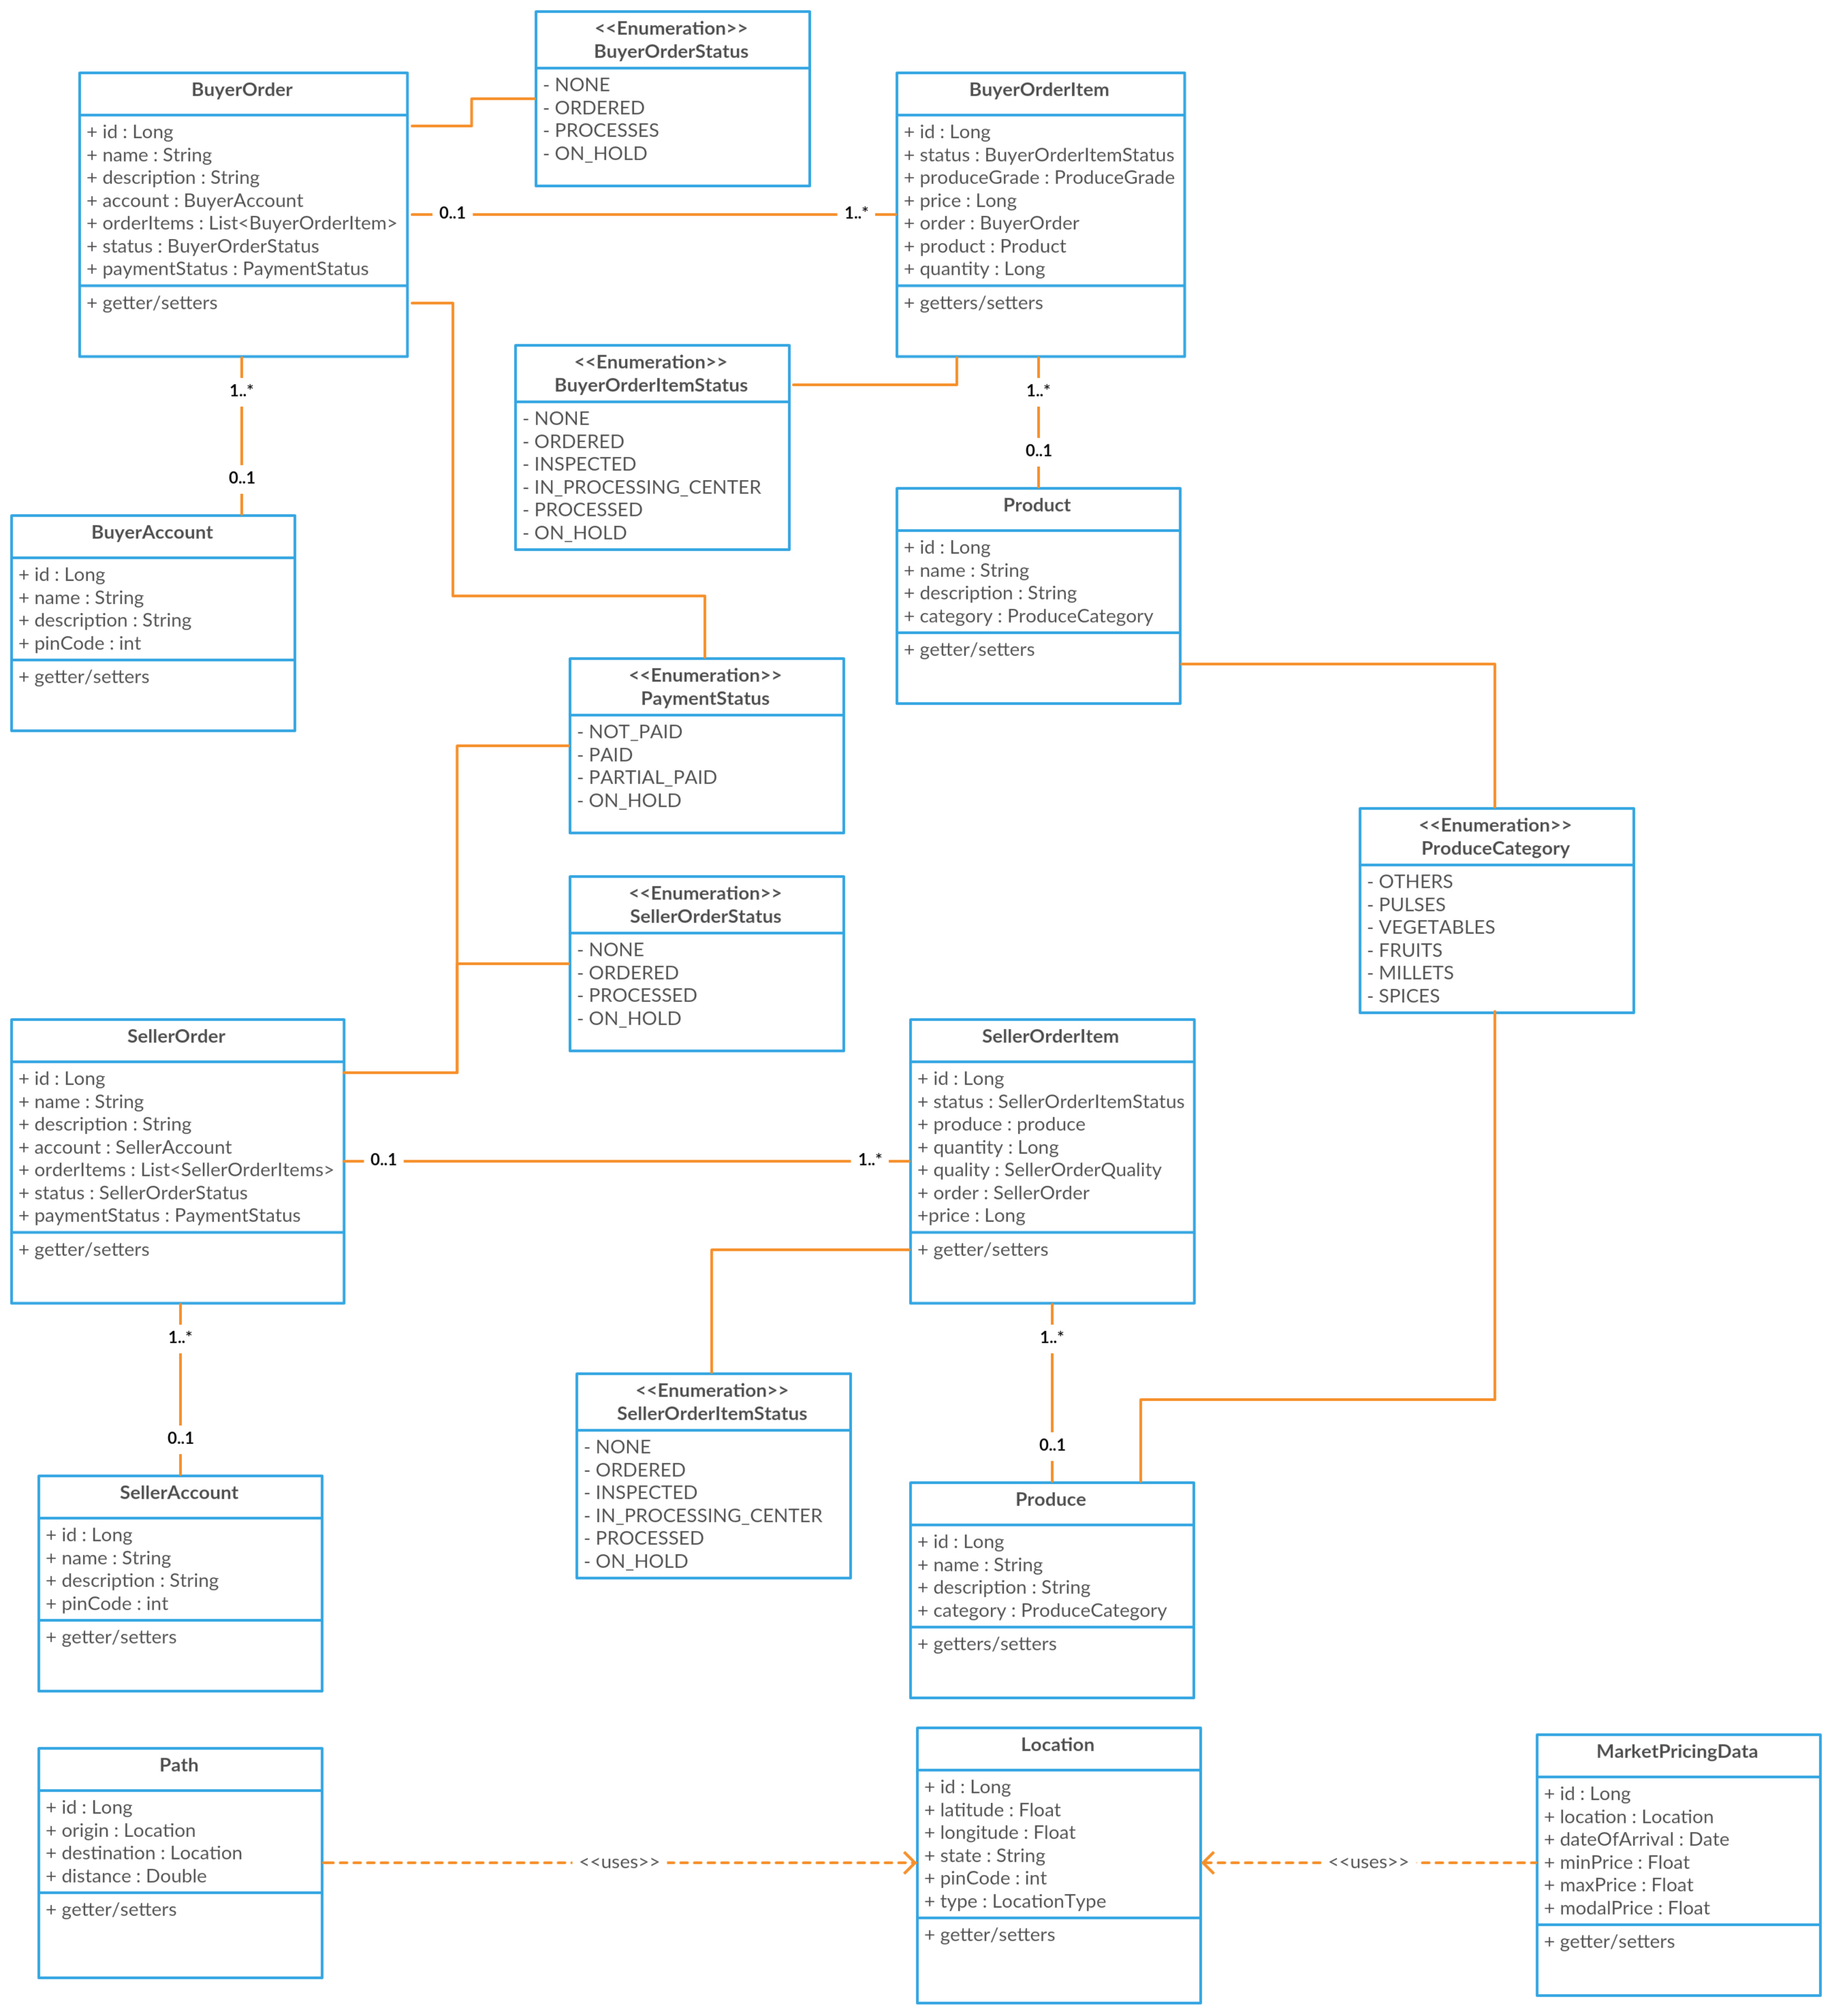 <<Enumeration>>
BuyerOrderStatus
- NONE
- ORDERED
- PROCESSES
- ON_HOLD
BuyerOrder
+ id : Long
+ name : String
+ description : String
+ account : BuyerAccount
+ orderItems : List<BuyerOrderItem>
+ status : BuyerOrderStatus
+ paymentStatus : PaymentStatus
+ getter/setters
BuyerOrderItem
+ id : Long
+ status : BuyerOrderItemStatus
+ produceGrade : ProduceGrade
+ price : Long
+ order : BuyerOrder
+ product : Product
+ quantity : Long
+ getters/setters
0..1
1..*
<<Enumeration>>
BuyerOrderItemStatus
- NONE
- ORDERED
- INSPECTED
- IN_PROCESSING_CENTER
- PROCESSED
- ON_HOLD
1..*
0..1
1..*
0..1
BuyerAccount
+ id : Long
+ name : String
+ description : String
+ pinCode : int
+ getter/setters
Product
+ id : Long
+ name : String
+ description : String
+ category : ProduceCategory
+ getter/setters
<<Enumeration>>
PaymentStatus
- NOT_PAID
- PAID
- PARTIAL_PAID
- ON_HOLD
<<Enumeration>>
ProduceCategory
- OTHERS
- PULSES
- VEGETABLES
- FRUITS
- MILLETS
- SPICES
<<Enumeration>>
SellerOrderStatus
- NONE
- ORDERED
- PROCESSED
- ON_HOLD
SellerOrder
+ id : Long
+ name : String
+ description : String
+ account : SellerAccount
+ orderItems : List<SellerOrderItems>
+ status : SellerOrderStatus
+ paymentStatus : PaymentStatus
+ getter/setters
0..1
1..*
SellerOrderItem
+ id : Long
+ status : SellerOrderItemStatus
+ produce : produce
+ quantity : Long
+ quality : SellerOrderQuality
+ order : SellerOrder
+price : Long
+ getter/setters
1..*
0..1
1..*
0..1
<<Enumeration>>
SellerOrderItemStatus
- NONE
- ORDERED
- INSPECTED
- IN_PROCESSING_CENTER
- PROCESSED
- ON_HOLD
SellerAccount
+ id : Long
+ name : String
+ description : String
+ pinCode : int
+ getter/setters
Produce
+ id : Long
+ name : String
+ description : String
+ category : ProduceCategory
+ getters/setters
Path
+ id : Long
+ origin : Location
+ destination : Location
+ distance : Double
+ getter/setters
<<uses>>
Location
+ id : Long
+ latitude : Float
+ longitude : Float
+ state : String
+ pinCode : int
+ type : LocationType
+ getter/setters
<<uses>>
MarketPricingData
+ id : Long
+ location : Location
+ dateOfArrival : Date
+ minPrice : Float
+ maxPrice : Float
+ modalPrice : Float
+ getter/setters